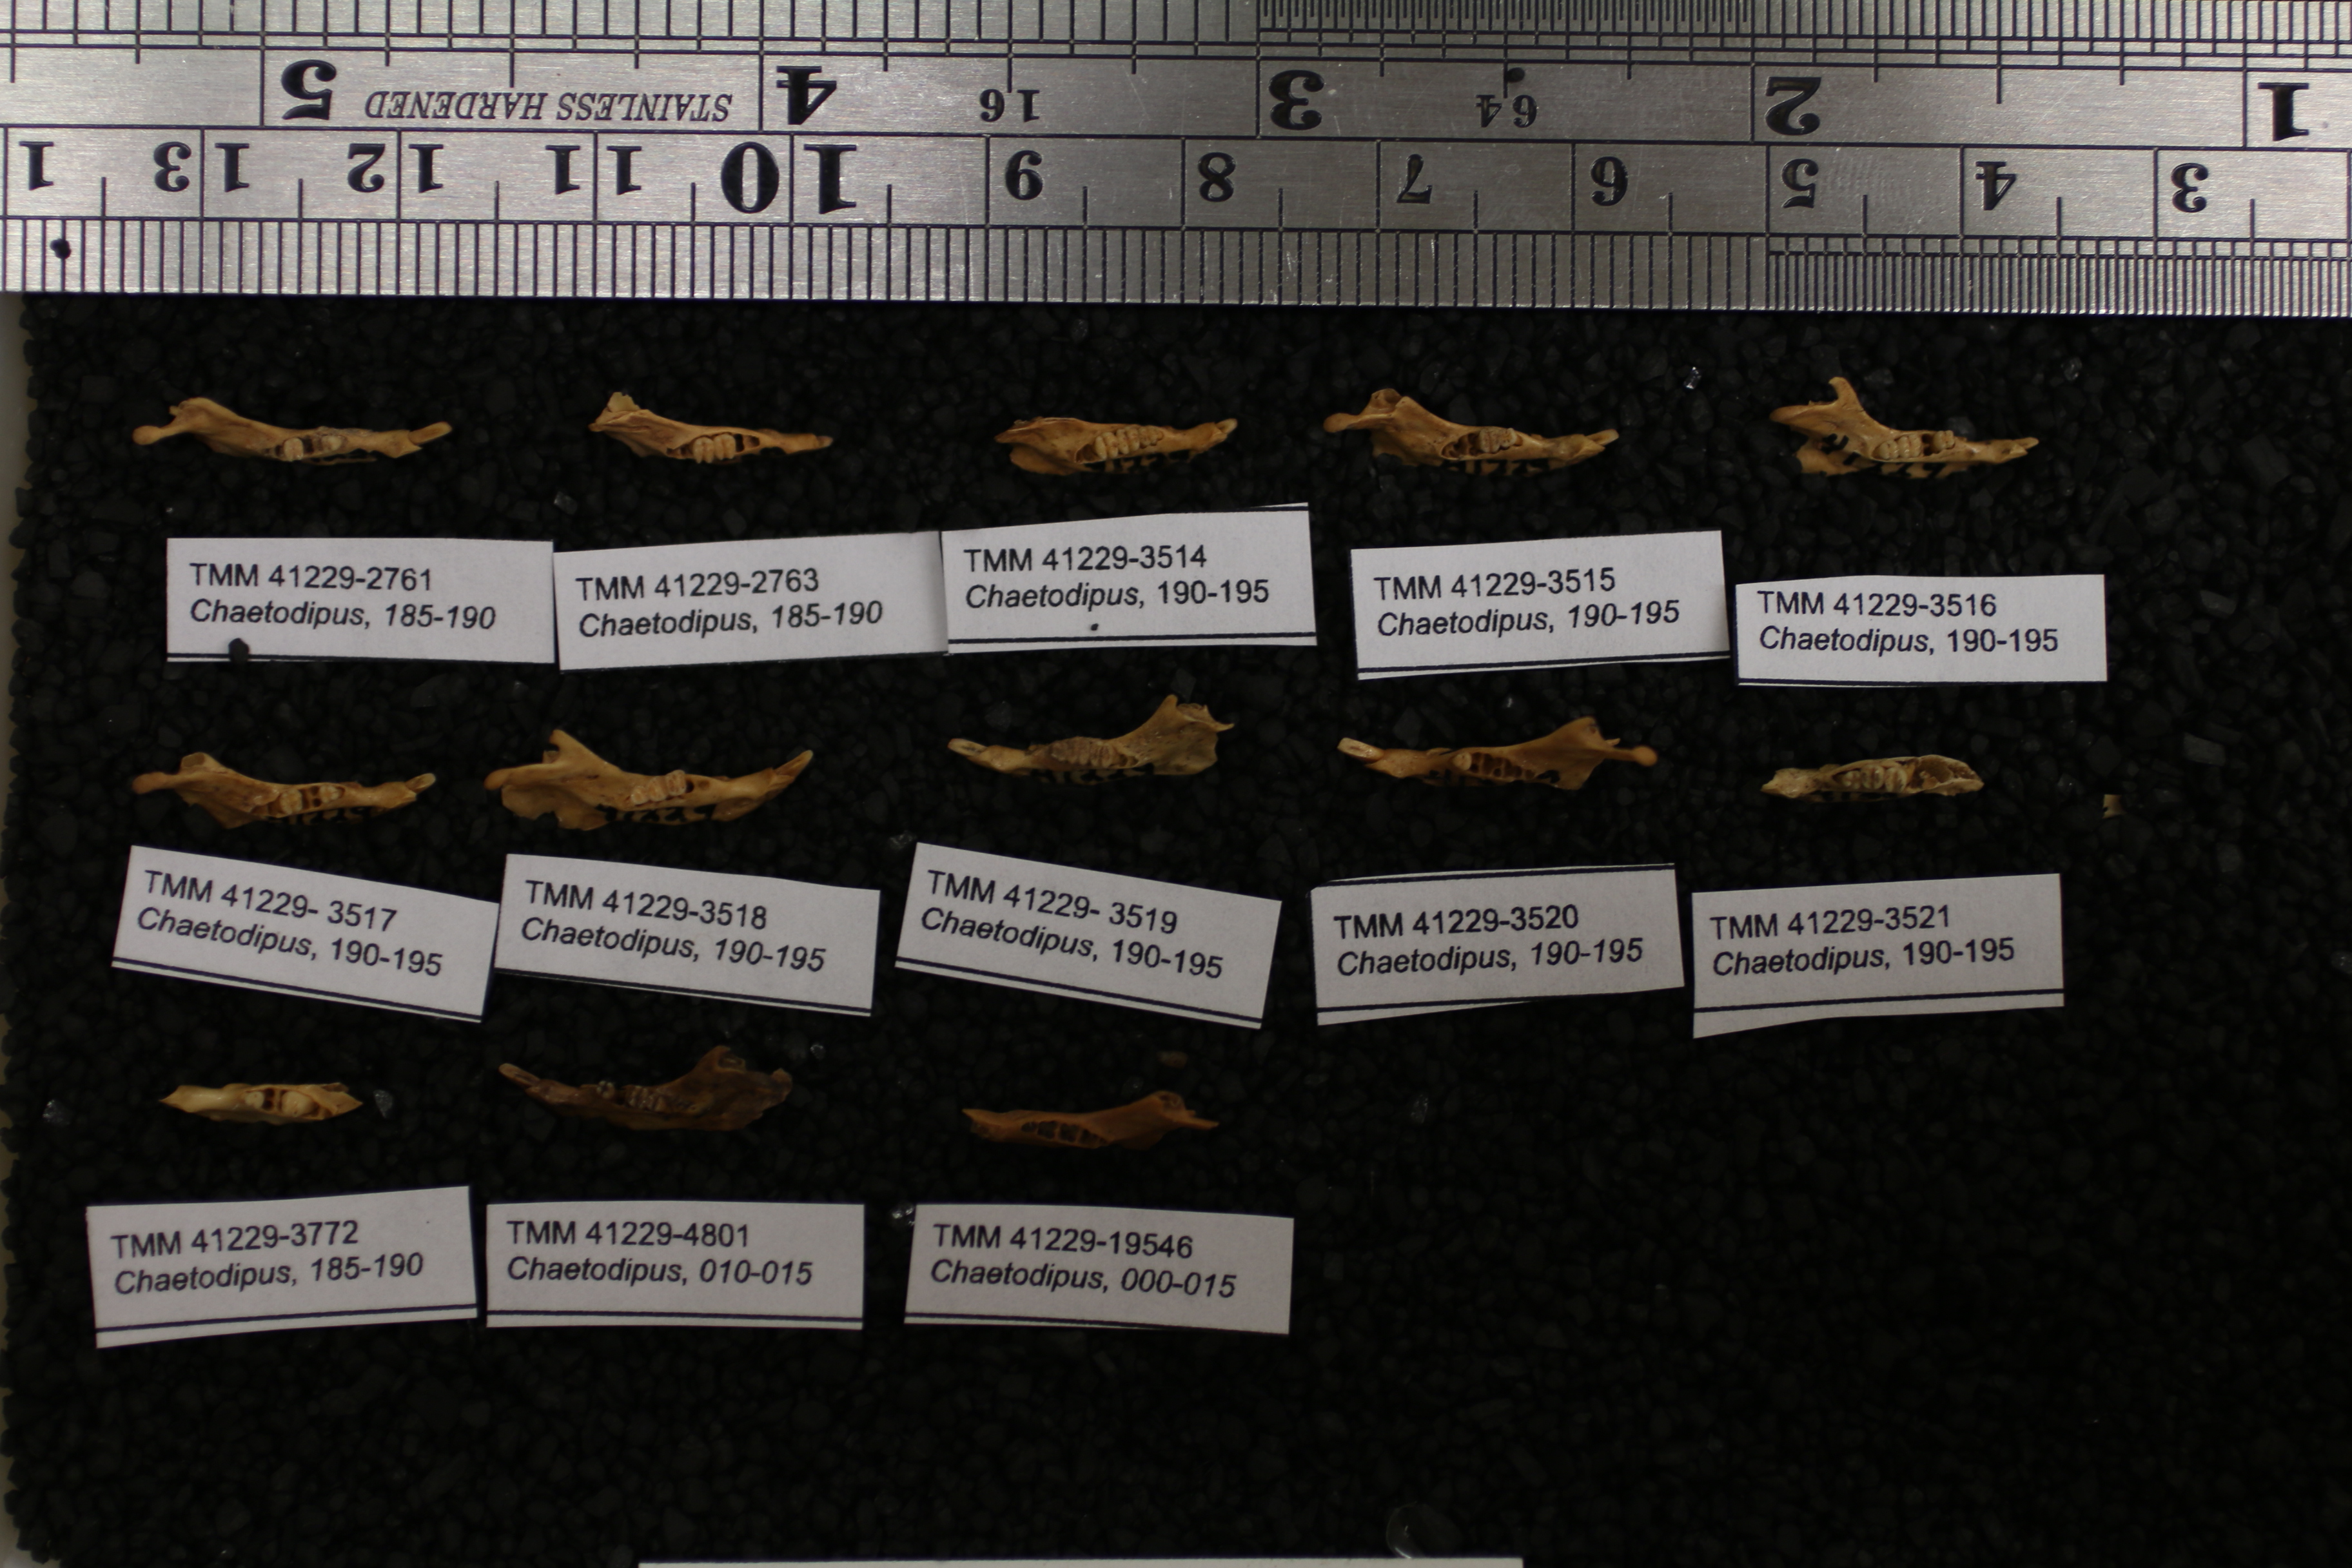 5 STAINLESS HARDENED 4 16 3 64 2 1
13 12 11 10 9 8 7 6 5 4 3
TMM 41229-2761
Chaetodipus, 185-190
TMM 41229-2763
Chaetodipus, 185-190
TMM 41229-3514
Chaetodipus, 190-195
TMM 41229-3515
Chaetodipus, 190-195
TMM 41229-3516
Chaetodipus, 190-195
TMM 41229- 3517
Chaetodipus, 190-195
TMM 41229-3518
Chaetodipus, 190-195
TMM 41229- 3519
Chaetodipus, 190-195
TMM 41229-3520
Chaetodipus, 190-195
TMM 41229-3521
Chaetodipus, 190-195
TMM 41229-3772
Chaetodipus, 185-190
TMM 41229-4801
Chaetodipus, 010-015
TMM 41229-19546
Chaetodipus, 000-015